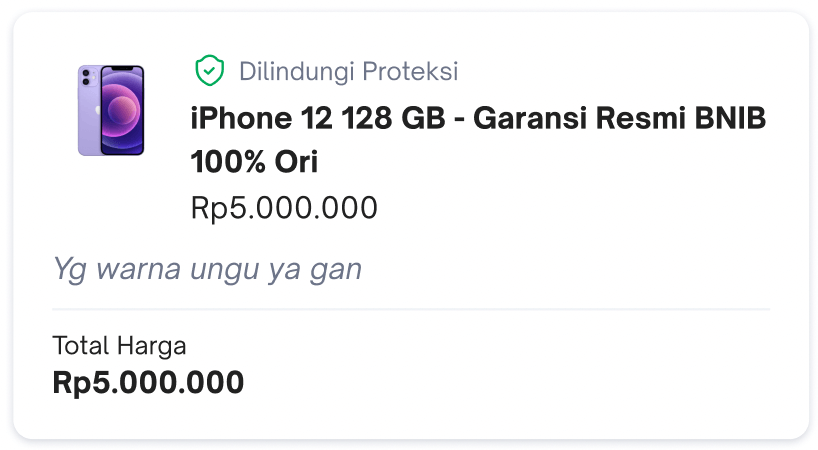 Dilindungi Proteksi
iPhone 12 128 GB - Garansi Resmi BNIB
100% Ori
Rp5.000.000
Yg warna ungu ya gan
Total Harga
Rp5.000.000